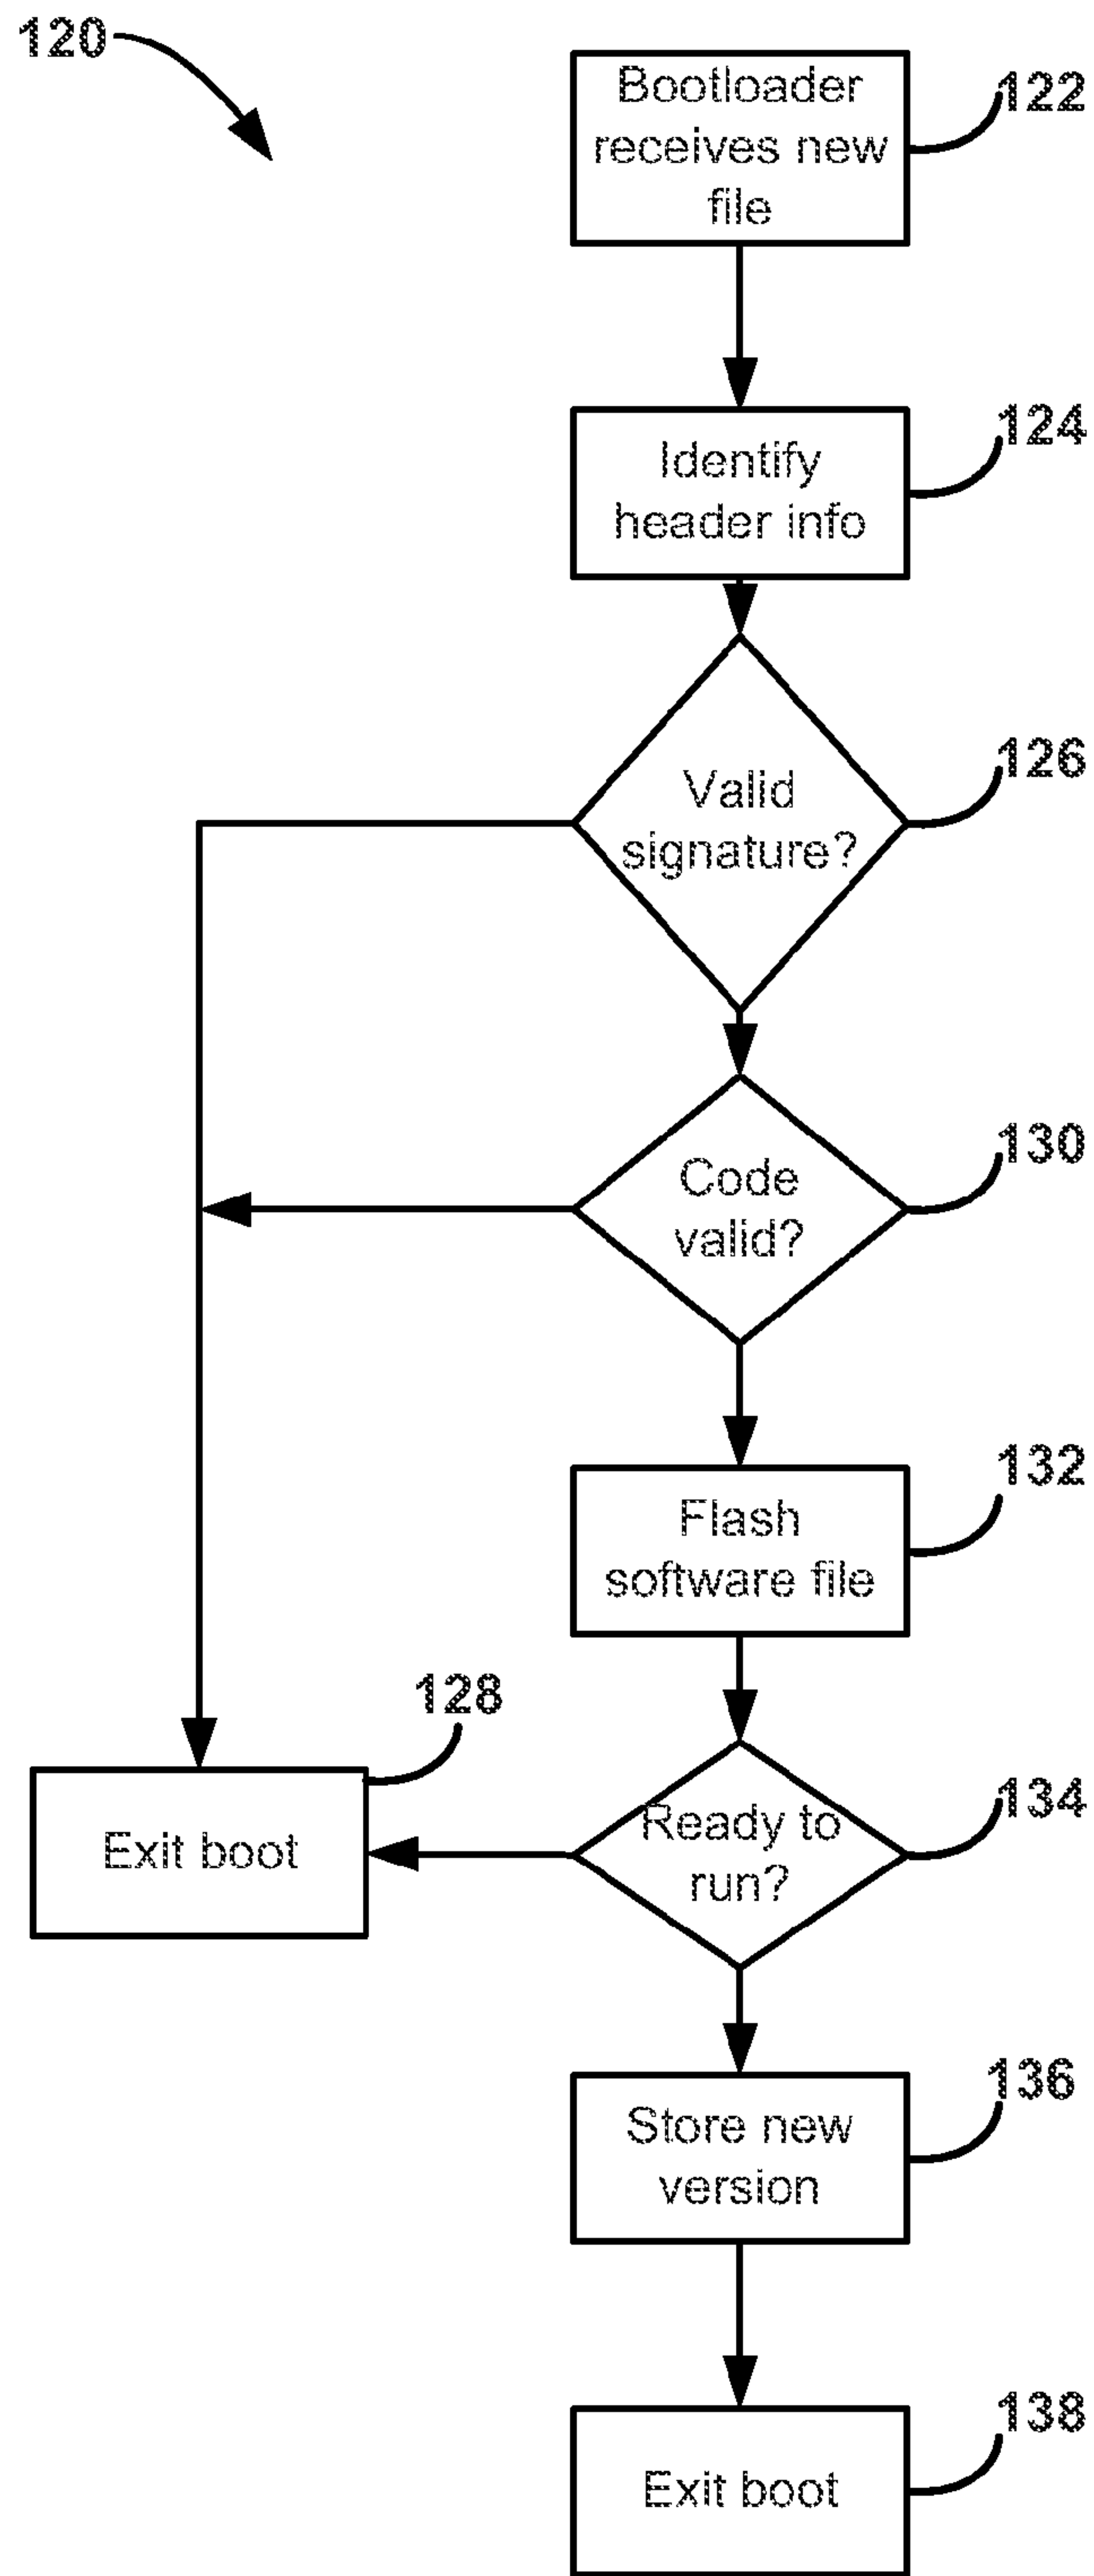 120
Bootloader
receives new
file
122
Identify
header info
124
Valid
signature?
126
Code
valid?
130
Flash
software file
132
128
Exit boot
Ready to
run?
134
Store new
version
136
Exit boot
138